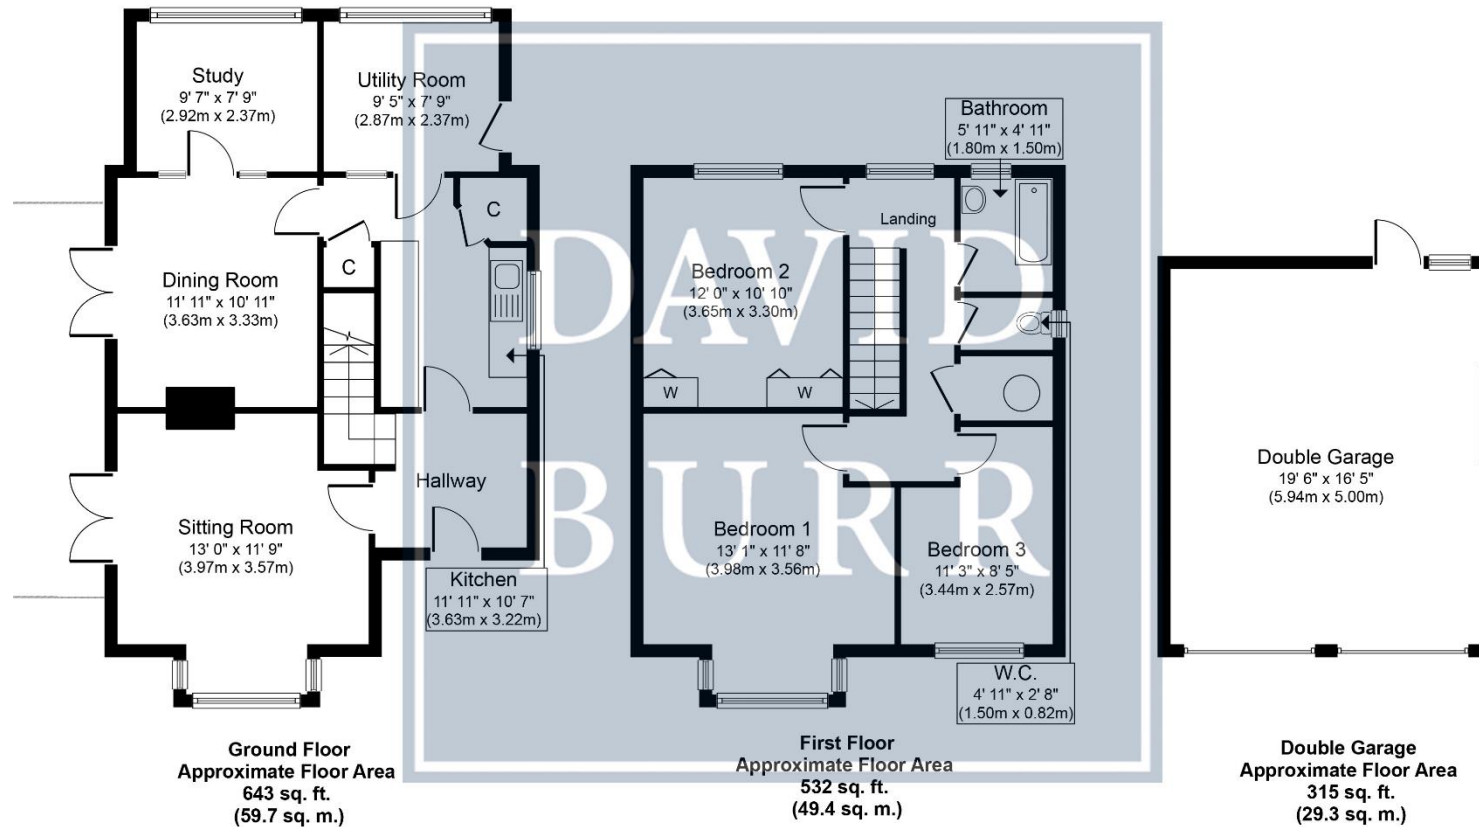 Study
9' 7" x 7' 9"
(2.92m x 2.37m)
Utility Room
9' 5" x 7' 9"
(2.87m x 2.37m)
C
C
Dining Room
11' 11" x 10' 11"
(3.63m x 3.33m)
Hallway
Sitting Room
13' 0" x 11' 9"
(3.97m x 3.57m)
Kitchen
11' 11" x 10' 7"
(3.63m x 3.22m)
Ground Floor
Approximate Floor Area
643 sq. ft.
(59.7 sq. m.)
DAVID
BURR
Bathroom
5' 11" x 4' 11"
(1.80m x 1.50m)
Landing
Bedroom 2
12' 0" x 10' 10"
(3.65m x 3.30m)
W
W
Bedroom 1
13' 1" x 11' 8"
(3.98m x 3.56m)
Bedroom 3
11' 3" x 8' 5"
(3.44m x 2.57m)
W.C.
4' 11" x 2' 8"
(1.50m x 0.82m)
First Floor
Approximate Floor Area
532 sq. ft.
(49.4 sq. m.)
Double Garage
19' 6" x 16' 5"
(5.94m x 5.00m)
Double Garage
Approximate Floor Area
315 sq. ft.
(29.3 sq. m.)